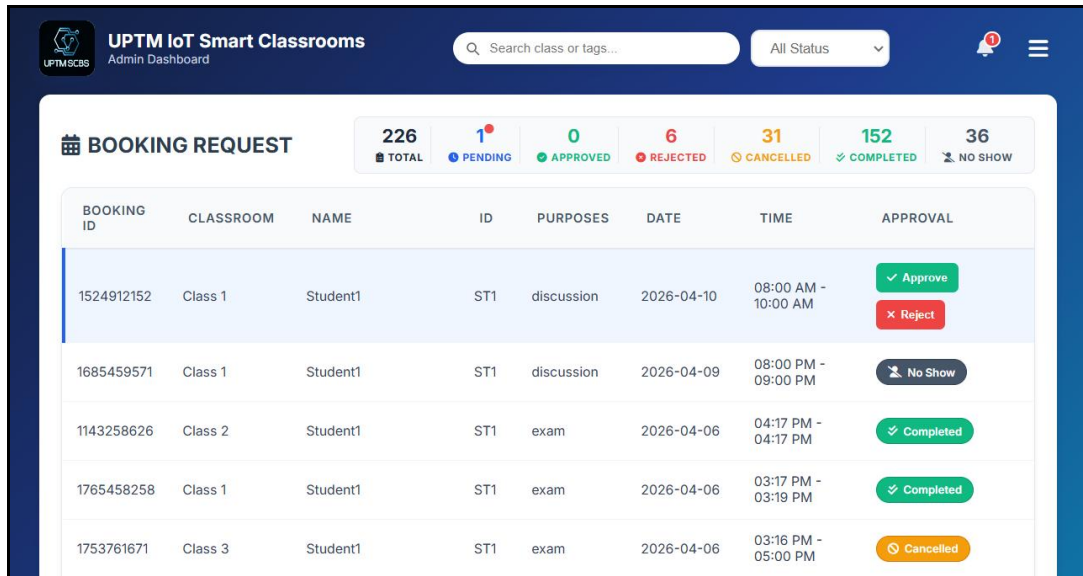 UPTM SCBS
UPTM IoT Smart Classrooms
Admin Dashboard
Search class or tags...
All Status
1
BOOKING REQUEST
226
TOTAL
1
PENDING
0
APPROVED
6
REJECTED
31
CANCELLED
152
COMPLETED
36
NO SHOW
BOOKING ID CLASSROOM NAME ID PURPOSES DATE TIME APPROVAL
1524912152 Class 1 Student1 ST1 discussion 2026-04-10 08:00 AM - 10:00 AM Approve
Reject
1685459571 Class 1 Student1 ST1 discussion 2026-04-09 08:00 PM - 09:00 PM No Show
1143258626 Class 2 Student1 ST1 exam 2026-04-06 04:17 PM - 04:17 PM Completed
1765458258 Class 1 Student1 ST1 exam 2026-04-06 03:17 PM - 03:19 PM Completed
1753761671 Class 3 Student1 ST1 exam 2026-04-06 03:16 PM - 05:00 PM Cancelled